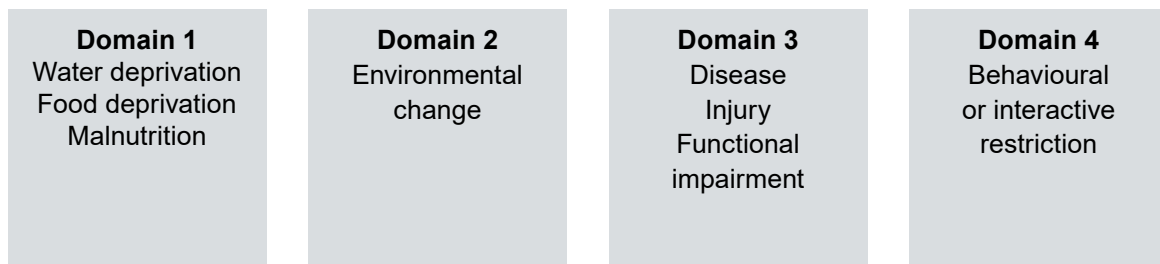 Domain 1
Water deprivation
Food deprivation
Malnutrition
Domain 2
Environmental
change
Domain 3
Disease
Injury
Functional
impairment
Domain 4
Behavioural
or interactive
restriction